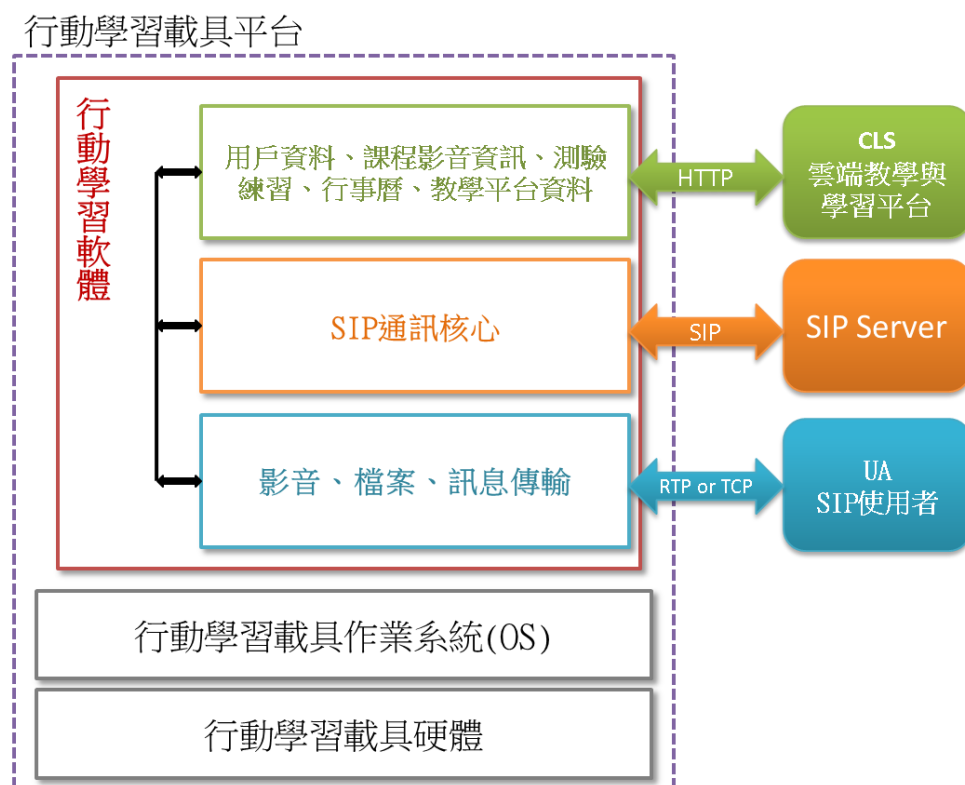 行動學習載具平台
行動學習軟體
用戶資料、課程影音資訊、測驗
練習、行事曆、教學平台資料
HTTP
CLS
雲端教學與
學習平台
SIP通訊核心
SIP
SIP Server
影音、檔案、訊息傳輸
RTP or TCP
UA
SIP使用者
行動學習載具作業系統(OS)
行動學習載具硬體